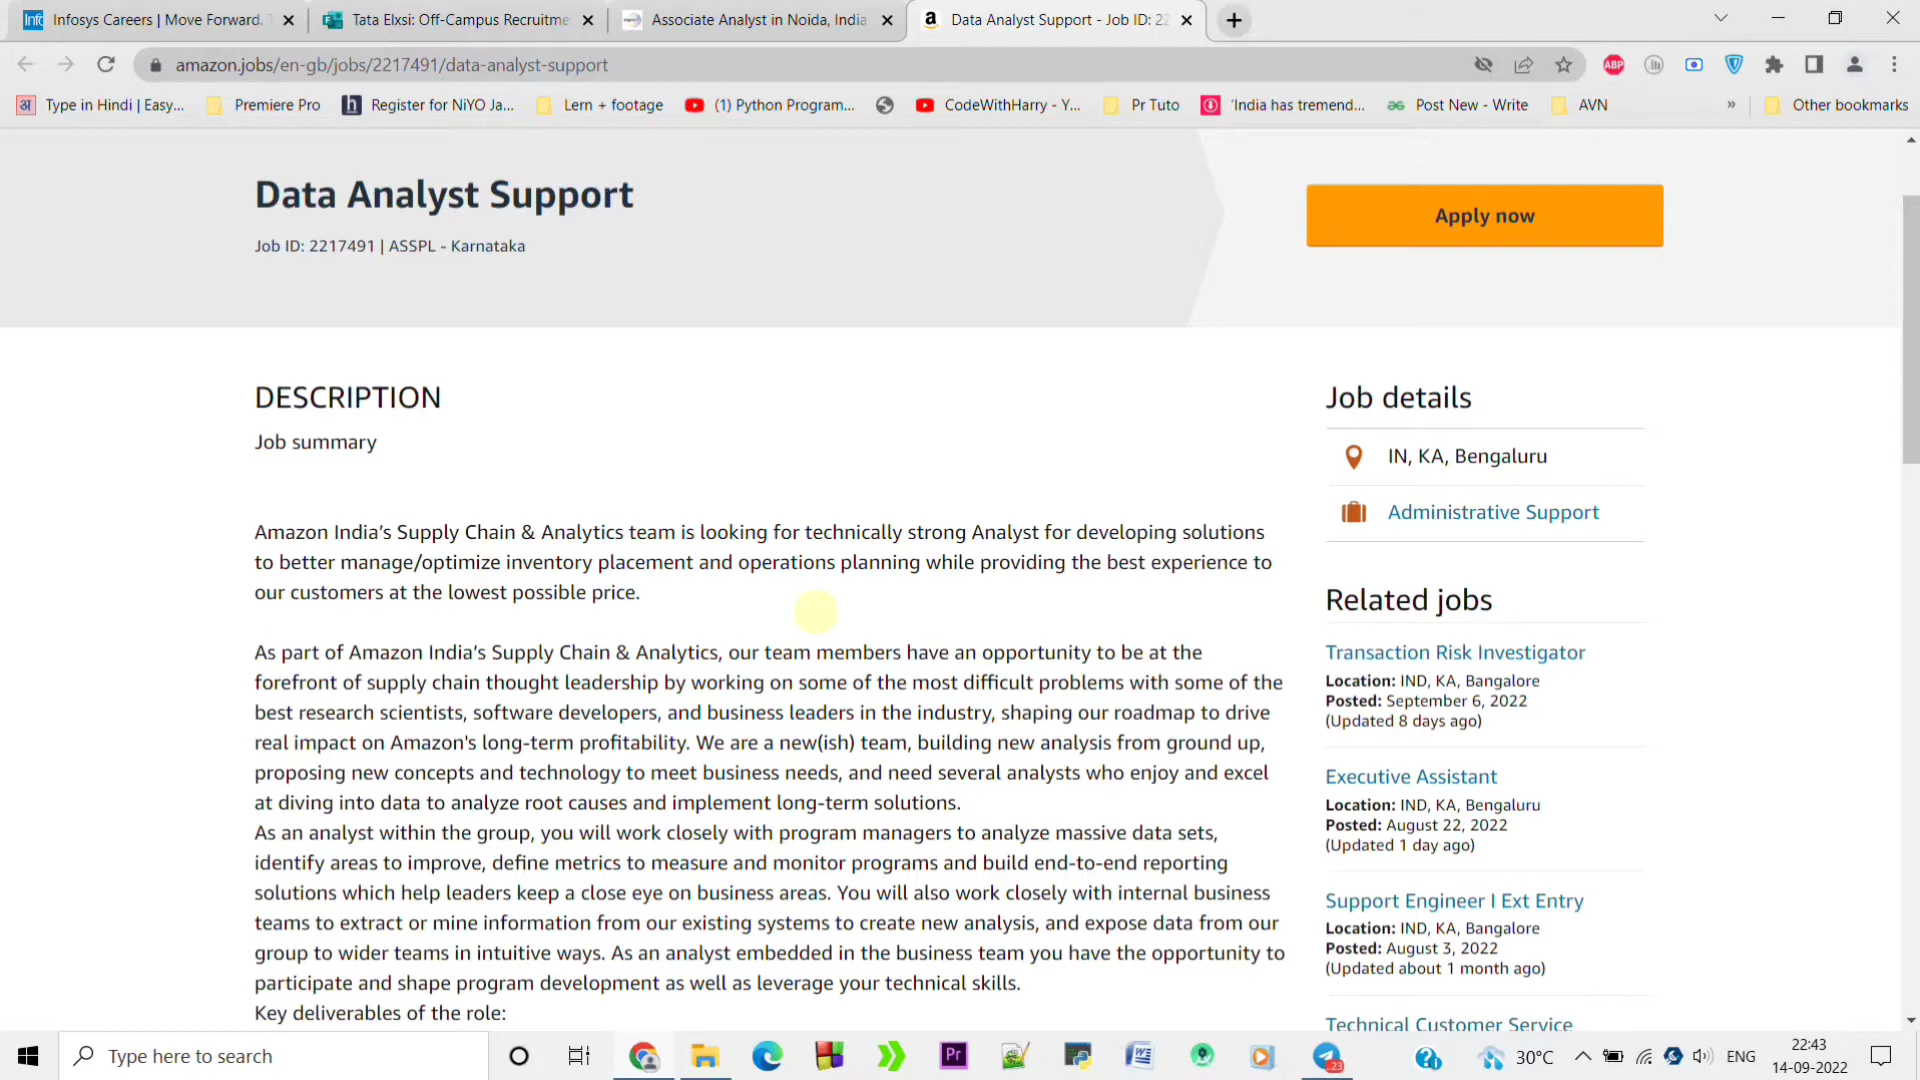 Infosys Careers | Move Forward.
Tata Elxsi: Off-Campus Recruitme
Associate Analyst in Noida, India
Data Analyst Support - Job ID: 22
amazon.jobs/en-gb/jobs/2217491/data-analyst-support
ABP
अ Type in Hindi | Easy...
Premiere Pro
Register for NiYO Ja...
Lern + footage
(1) Python Program...
CodeWithHarry - Y...
Pr Tuto
'India has tremend...
Post New - Write
AVN
»
Other bookmarks
Data Analyst Support
Job ID: 2217491 | ASSPL - Karnataka
Apply now
DESCRIPTION
Job summary
Amazon India's Supply Chain & Analytics team is looking for technically strong Analyst for developing solutions
to better manage/optimize inventory placement and operations planning while providing the best experience to
our customers at the lowest possible price.
As part of Amazon India's Supply Chain & Analytics, our team members have an opportunity to be at the
forefront of supply chain thought leadership by working on some of the most difficult problems with some of the
best research scientists, software developers, and business leaders in the industry, shaping our roadmap to drive
real impact on Amazon's long-term profitability. We are a new(ish) team, building new analysis from ground up,
proposing new concepts and technology to meet business needs, and need several analysts who enjoy and excel
at diving into data to analyze root causes and implement long-term solutions.
As an analyst within the group, you will work closely with program managers to analyze massive data sets,
identify areas to improve, define metrics to measure and monitor programs and build end-to-end reporting
solutions which help leaders keep a close eye on business areas. You will also work closely with internal business
teams to extract or mine information from our existing systems to create new analysis, and expose data from our
group to wider teams in intuitive ways. As an analyst embedded in the business team you have the opportunity to
participate and shape program development as well as leverage your technical skills.
Key deliverables of the role:
Job details
IN, KA, Bengaluru
Administrative Support
Related jobs
Transaction Risk Investigator
Location: IND, KA, Bangalore
Posted: September 6, 2022
(Updated 8 days ago)
Executive Assistant
Location: IND, KA, Bengaluru
Posted: August 22, 2022
(Updated 1 day ago)
Support Engineer I Ext Entry
Location: IND, KA, Bangalore
Posted: August 3, 2022
(Updated about 1 month ago)
Technical Customer Service
Type here to search
Pr
23
30°C
ENG
22:43
14-09-2022